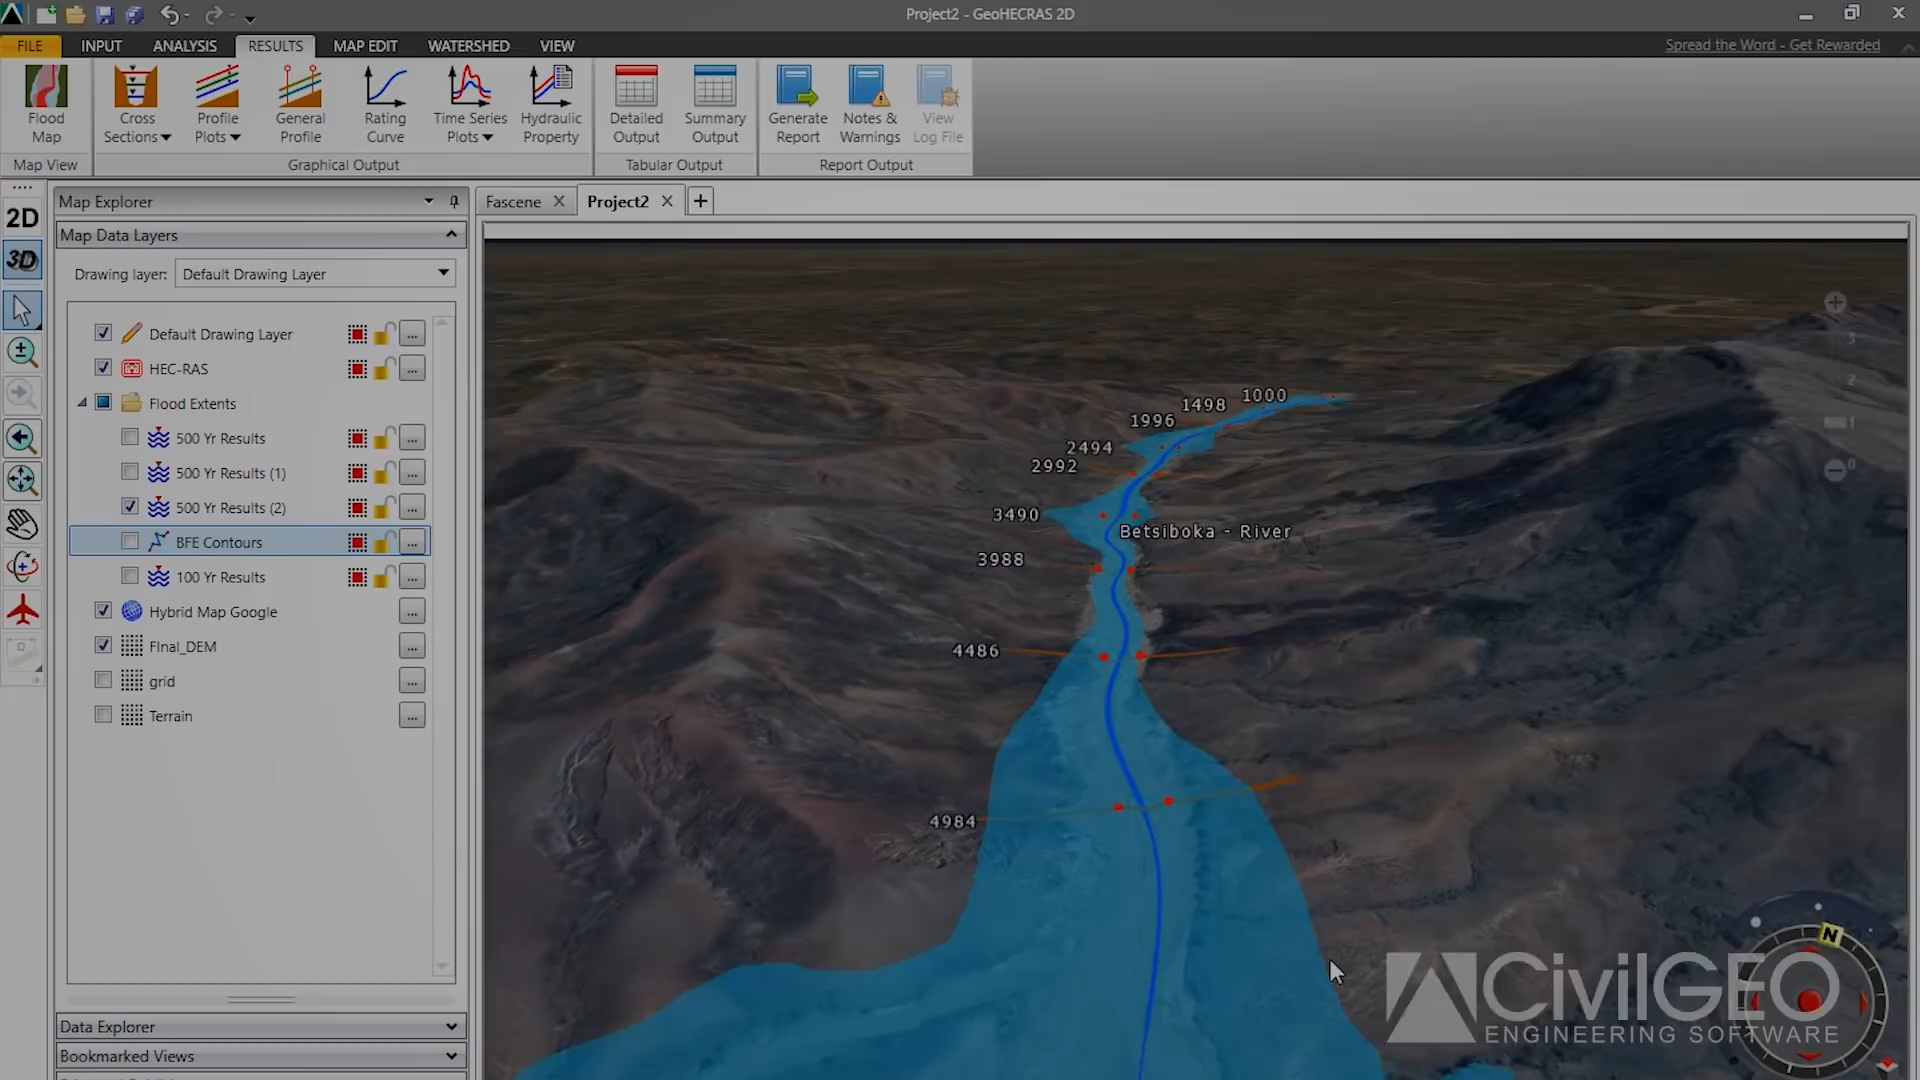 Project2 - GeoHECRAS 2D
FILE INPUT ANALYSIS RESULTS MAP EDIT WATERSHED VIEW Spread the Word - Get Rewarded
Flood Map
Cross Sections
Profile Plots
General Profile
Rating Curve
Time Series Plots
Hydraulic Property
Detailed Output
Summary Output
Generate Report
Notes & Warnings
View Log File
Map View Graphical Output Tabular Output Report Output
2D
3D
Map Explorer
Map Data Layers
Drawing layer: Default Drawing Layer
Default Drawing Layer ...
HEC-RAS ...
Flood Extents
500 Yr Results ...
500 Yr Results (1) ...
500 Yr Results (2) ...
BFE Contours ...
100 Yr Results ...
Hybrid Map Google ...
FInal_DEM ...
grid ...
Terrain ...
Data Explorer
Bookmarked Views
Fascene Project2
1000
1498
1996
2494
2992
3490
Betsiboka - River
3988
4486
4984
3
2
1
0
N
CivilGEO
ENGINEERING SOFTWARE